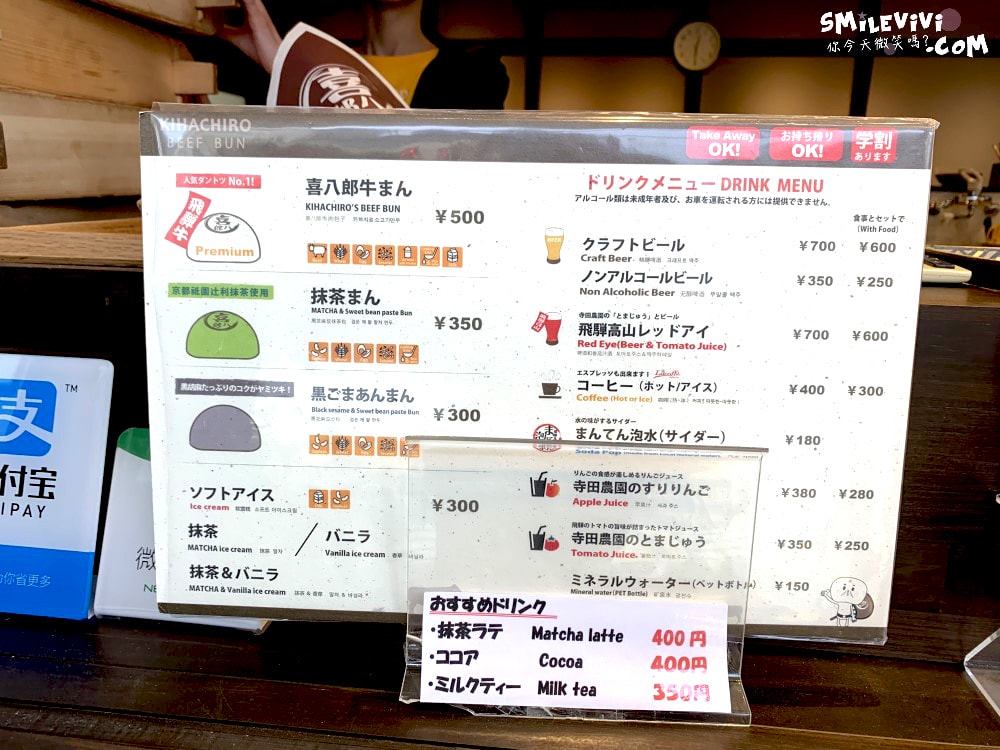 SMiLEViVi
你今天微笑嗎?
.COM
喜八郎
KIHACHIRO
BEEF BUN
Take Away
OK!
お持ち帰り
OK!
学割
あります
人気ダントツ No.1!
飛騨牛
Premium
喜八郎牛まん
KIHACHIRO'S BEEF BUN
¥500
京都祇園辻利抹茶使用
抹茶まん
MATCHA & Sweet bean paste Bun
¥350
黒胡麻たっぷりのコクがヤミツキ!
黒ごまあんまん
Black sesame & Sweet bean paste Bun
¥300
ソフトアイス
Ice cream
¥300
抹茶
MATCHA ice cream
バニラ
Vanilla ice cream
抹茶&バニラ
MATCHA & Vanilla ice cream
ドリンクメニュー DRINK MENU
アルコール類は未成年者及び、お車を運転される方には提供できません。
食事とセットで
(With Food)
クラフトビール
Craft Beer
¥700 ¥600
ノンアルコールビール
Non Alcoholic Beer
¥350 ¥250
寺田農園の「とまじゅう」とビール
飛騨高山レッドアイ
Red Eye(Beer & Tomato Juice)
¥700 ¥600
エスプレッソも出来ます!
コーヒー(ホット/アイス)
Coffee (Hot or Ice)
¥400 ¥300
水の味がするサイダー
まんてん泡水(サイダー)
¥180
りんごの食感が楽しめるりんごジュース
寺田農園のすりりんご
Apple Juice
¥380 ¥280
飛騨のトマトの旨味が詰まったトマトジュース
寺田農園のとまじゅう
Tomato Juice.
¥350 ¥250
ミネラルウォーター(ペットボトル)
Mineral water(PET Bottle)
¥150
おすすめドリンク
・抹茶ラテ Matcha latte 400円
・ココア Cocoa 400円
・ミルクティー Milk tea 350円
支
TM
付宝
IPAY
你省更多
微